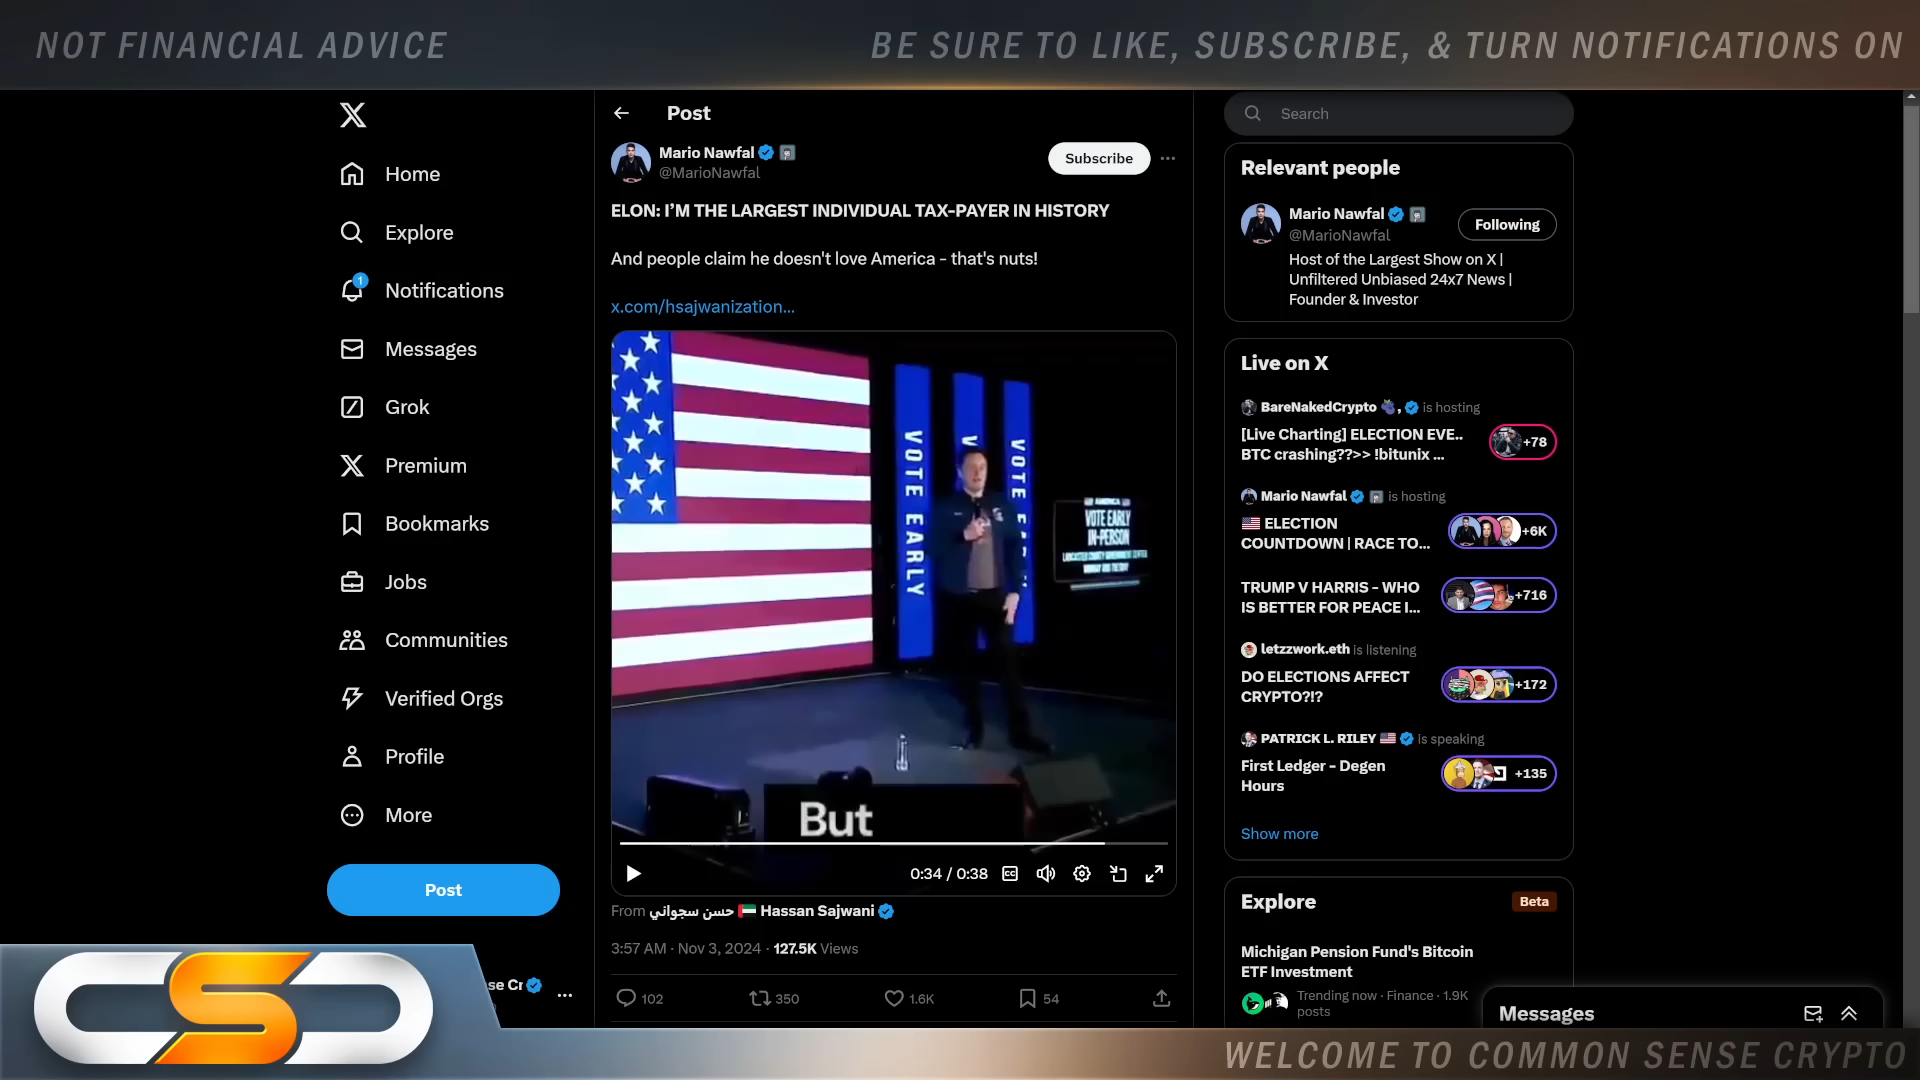 NOT FINANCIAL ADVICE
BE SURE TO LIKE, SUBSCRIBE, & TURN NOTIFICATIONS ON
Home
Explore
1
Notifications
Messages
Grok
Premium
Bookmarks
Jobs
Communities
Verified Orgs
Profile
More
Post
se Cr
Post
Mario Nawfal
@MarioNawfal
Subscribe
ELON: I’M THE LARGEST INDIVIDUAL TAX-PAYER IN HISTORY
And people claim he doesn't love America - that's nuts!
x.com/hsajwanization...
VOTE EARLY
VOTE
VOTE EARLY
IN-PERSON
But
0:34 / 0:38
From حسن سجواني Hassan Sajwani
3:57 AM · Nov 3, 2024 · 127.5K Views
102
350
1.6K
54
Search
Relevant people
Mario Nawfal
@MarioNawfal
Following
Host of the Largest Show on X |
Unfiltered Unbiased 24x7 News |
Founder & Investor
Live on X
BareNakedCrypto , is hosting
[Live Charting] ELECTION EVE..
BTC crashing??>> !bitunix ...
+78
Mario Nawfal is hosting
ELECTION
COUNTDOWN | RACE TO...
+6K
TRUMP V HARRIS - WHO
IS BETTER FOR PEACE I...
+716
letzzwork.eth is listening
DO ELECTIONS AFFECT
CRYPTO?!?
+172
PATRICK L. RILEY is speaking
First Ledger - Degen
Hours
+135
Show more
Explore
Beta
Michigan Pension Fund's Bitcoin
ETF Investment
Trending now · Finance · 1.9K
posts
Messages
CSC
WELCOME TO COMMON SENSE CRYPTO